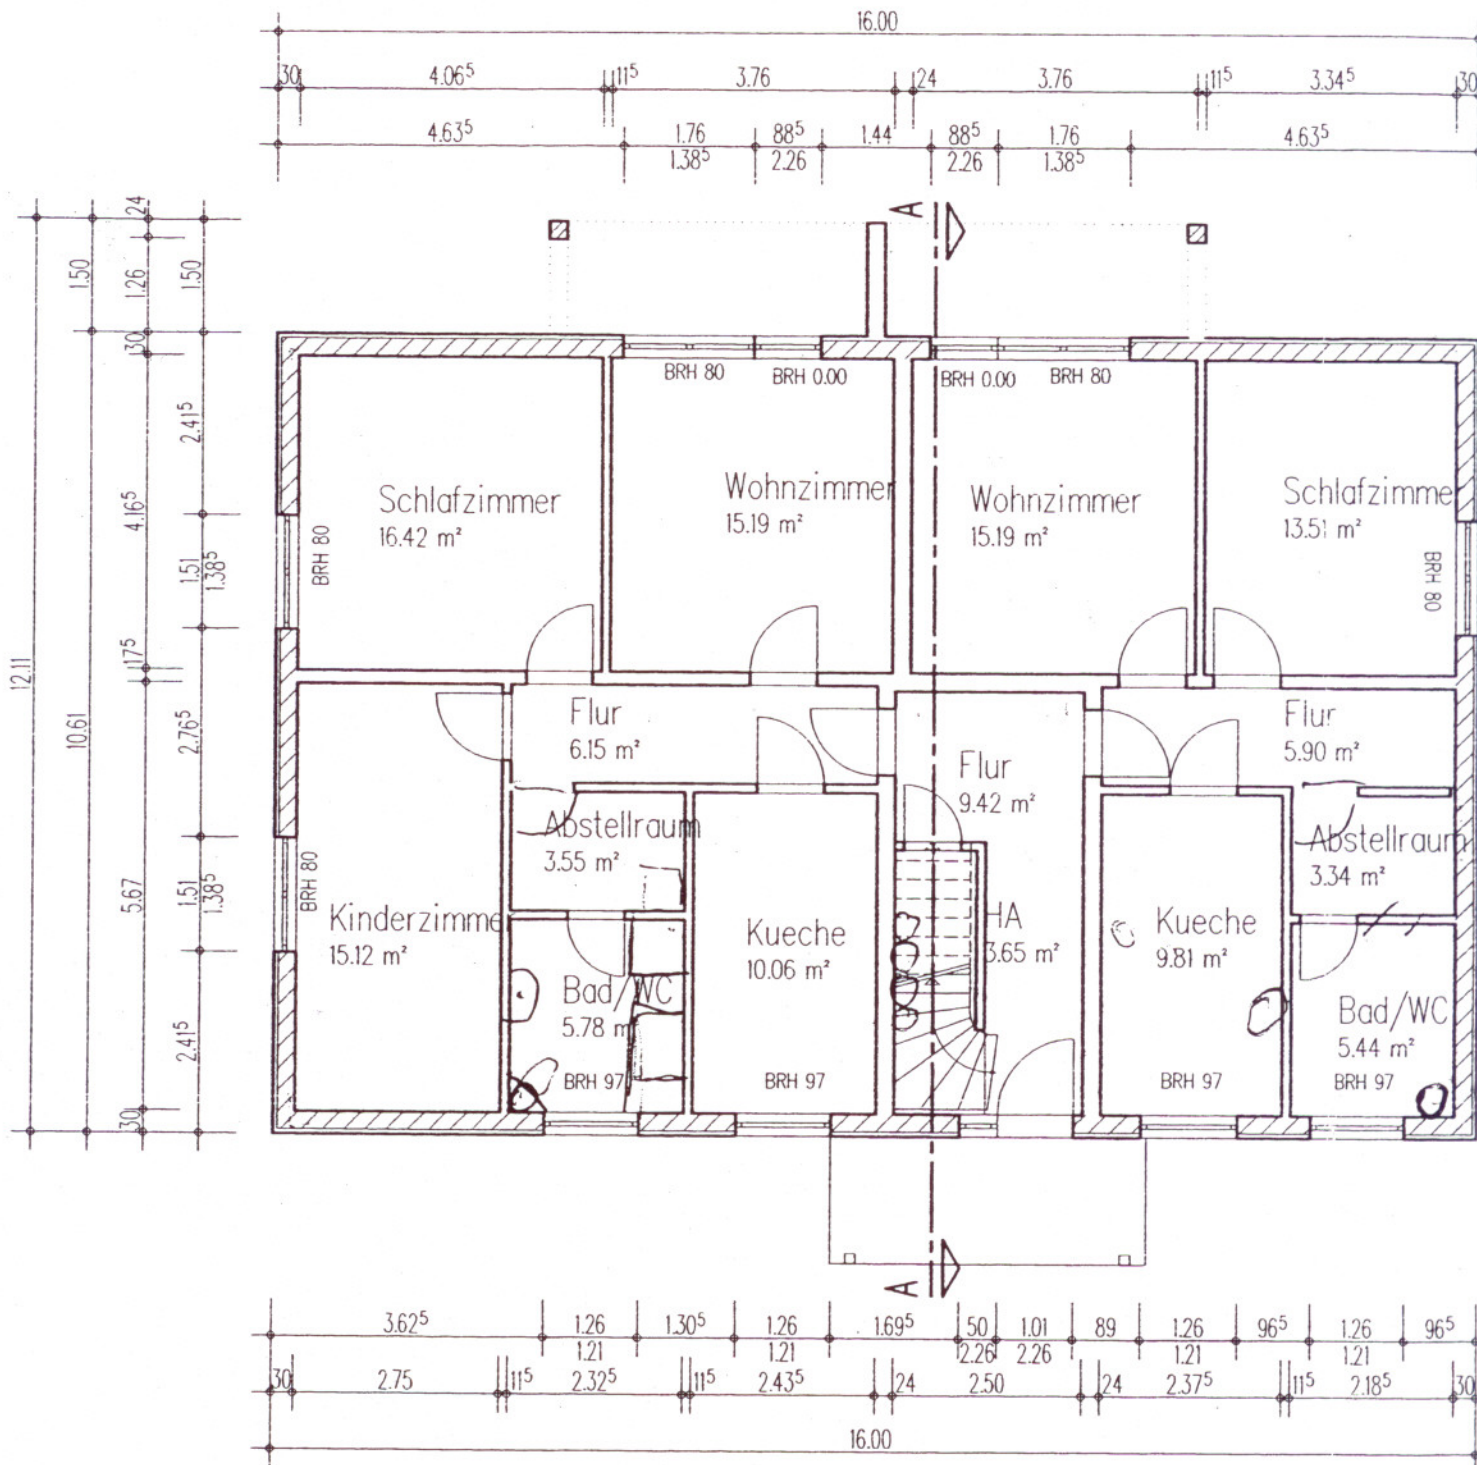 16.00
30 4.06⁵ 11⁵ 3.76 24 3.76 11⁵ 3.34⁵ 30
4.63⁵ 1.76 88⁵ 1.44 88⁵ 1.76 4.63⁵
1.38⁵ 2.26 2.26 1.38⁵
12.11
1.50 10.61
24 1.26 30 4.16⁵ 17⁵ 5.67 30
1.50 2.41⁵ 1.51 2.76⁵ 1.51 2.41⁵
1.38⁵ 1.38⁵
A
BRH 80 BRH 0.00 BRH 0.00 BRH 80
Schlafzimmer
16.42 m²
BRH 80
Wohnzimmer
15.19 m²
Wohnzimmer
15.19 m²
Schlafzimme
13.51 m²
BRH 80
Flur
6.15 m²
Flur
9.42 m²
Flur
5.90 m²
Abstellraum
3.55 m²
Abstellraum
3.34 m²
BRH 80
Kinderzimme
15.12 m²
Kueche
10.06 m²
HA
3.65 m²
Kueche
9.81 m²
Bad/WC
5.78 m
Bad/WC
5.44 m²
BRH 97 BRH 97 BRH 97 BRH 97
A
3.62⁵ 1.26 1.30⁵ 1.26 1.69⁵ 50 1.01 89 1.26 96⁵ 1.26 96⁵
1.21 1.21 2.26 2.26 1.21 1.21
30 2.75 11⁵ 2.32⁵ 11⁵ 2.43⁵ 24 2.50 24 2.37⁵ 11⁵ 2.18⁵ 30
16.00